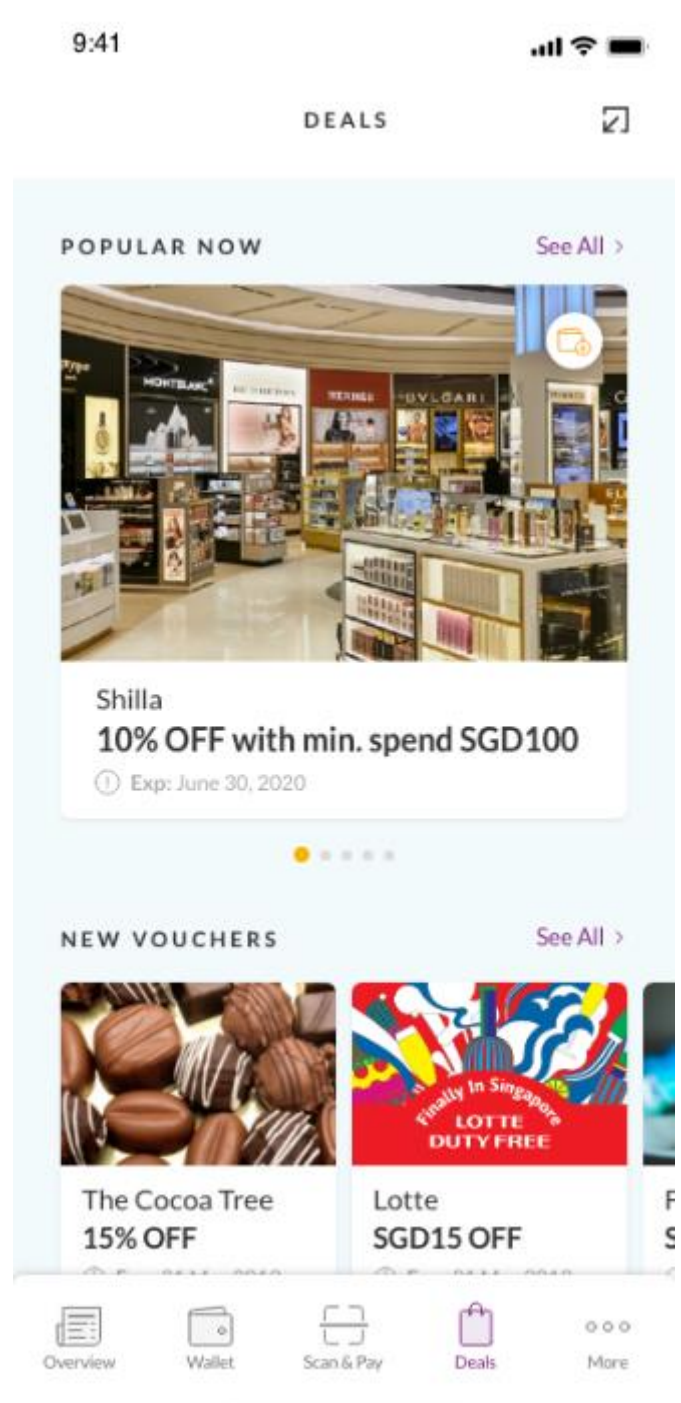 9:41
DEALS
POPULAR NOW
See All >
MONTBLANC
HERMES
BVLGARI
Shilla
10% OFF with min. spend SGD100
Exp: June 30, 2020
NEW VOUCHERS
See All >
Finally In Singapore
LOTTE
DUTY FREE
The Cocoa Tree
15% OFF
Lotte
SGD15 OFF
Overview
Wallet
Scan & Pay
Deals
More